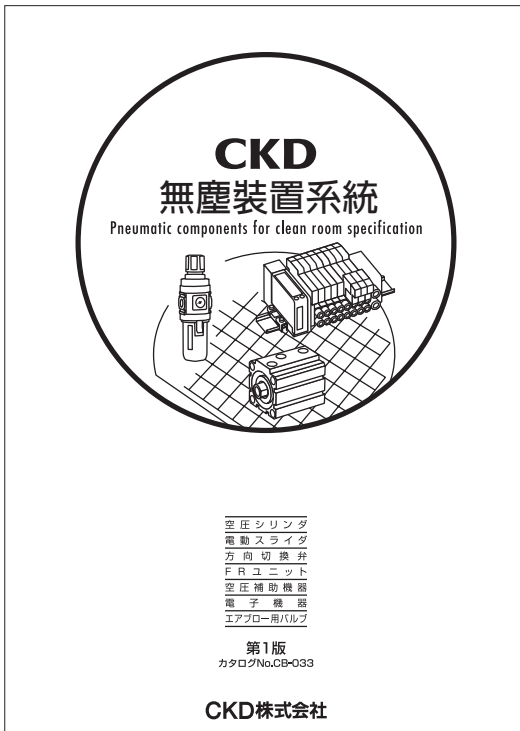 CKD
無塵裝置系統
Pneumatic components for clean room specification
空圧シリンダ
電動スライダ
方向切換弁
FRユニット
空圧補助機器
電子機器
エアブロー用バルブ
第1版
カタログNo.CB-033
CKD株式会社